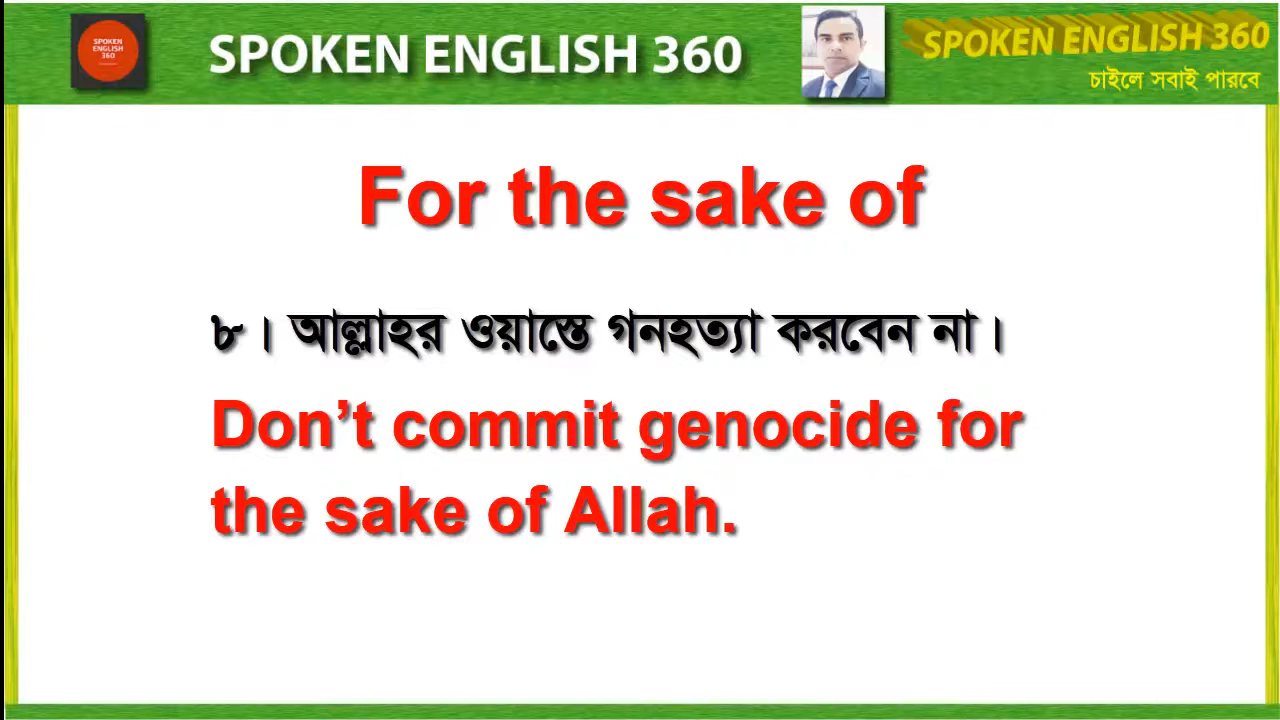 SPOKEN
ENGLISH
360
SPOKEN ENGLISH 360
SPOKEN ENGLISH 360
চাইলে সবাই পারবে
For the sake of
৮। আল্লাহর ওয়াস্তে গনহত্যা করবেন না।
Don’t commit genocide for
the sake of Allah.